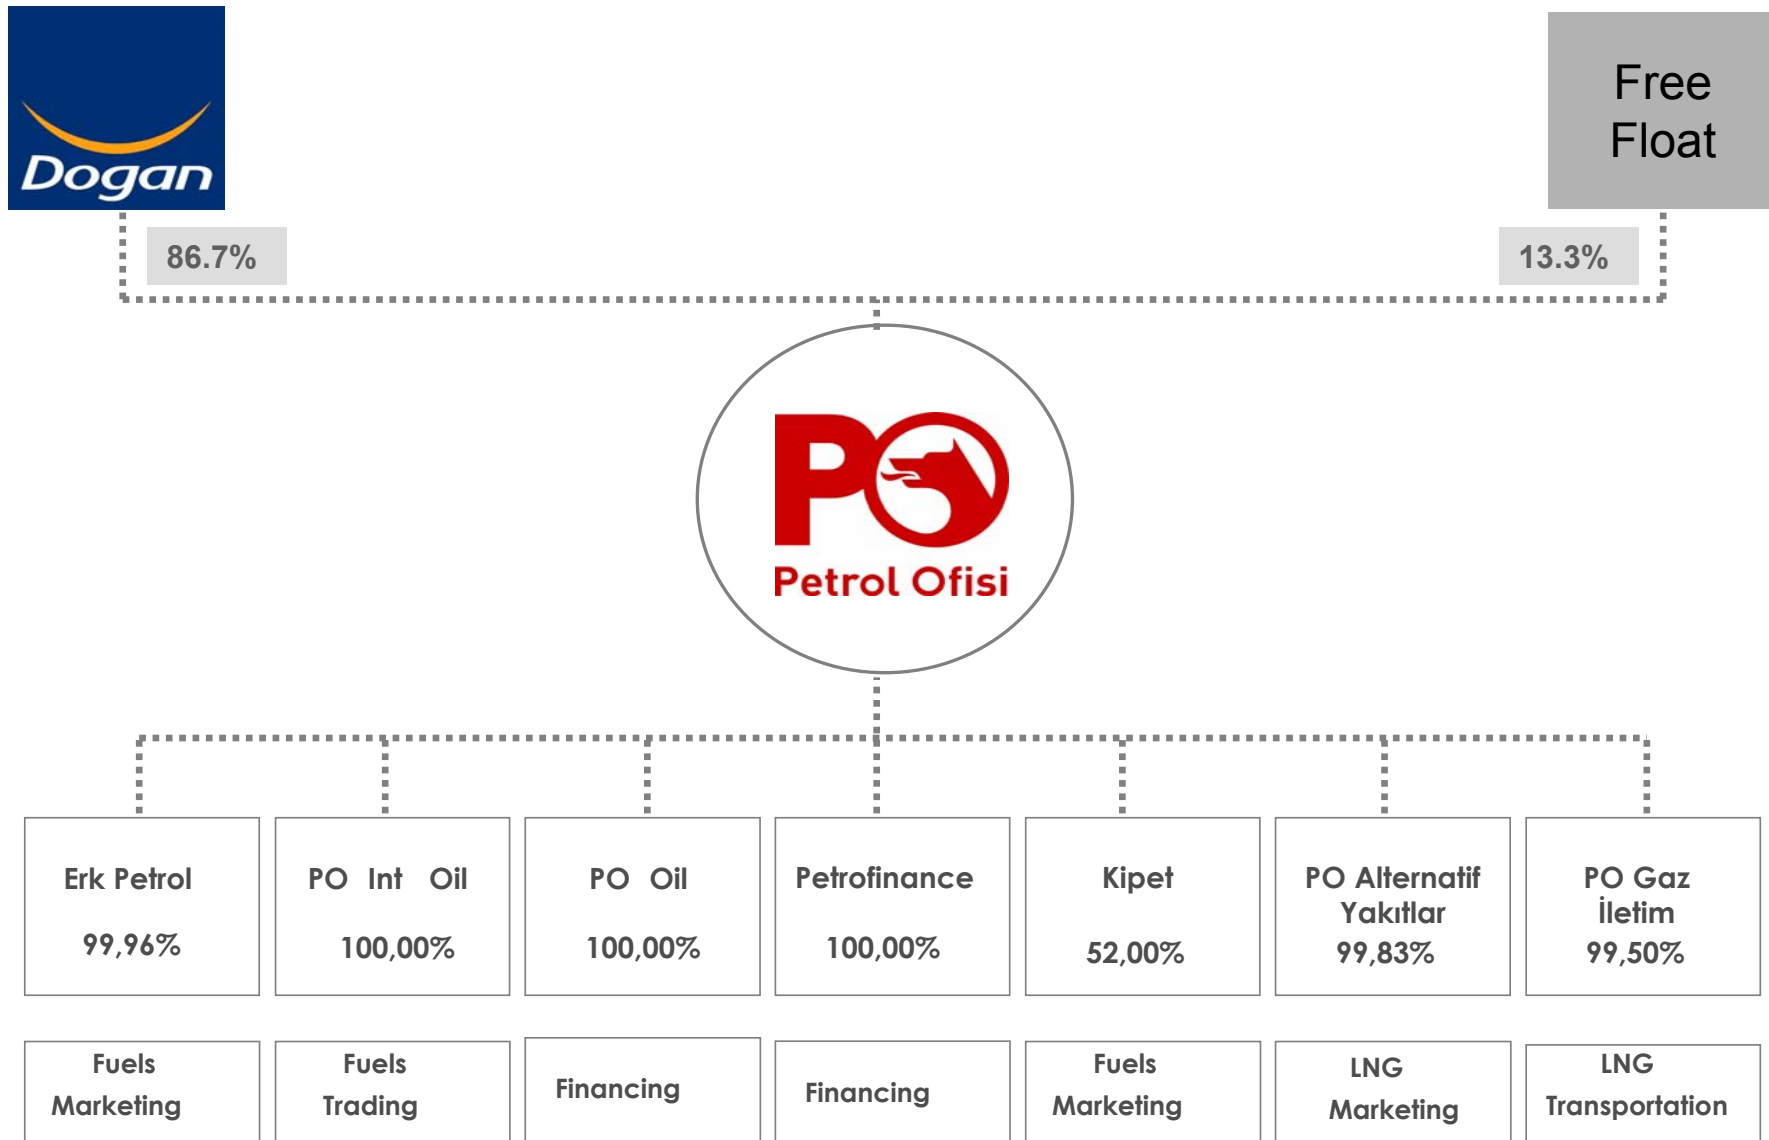 Dogan
Free
Float
86.7%
13.3%
PO
Petrol Ofisi
Erk Petrol
99,96%
PO Int Oil
100,00%
PO Oil
100,00%
Petrofinance
100,00%
Kipet
52,00%
PO Alternatif
Yakıtlar
99,83%
PO Gaz
İletim
99,50%
Fuels
Marketing
Fuels
Trading
Financing
Financing
Fuels
Marketing
LNG
Marketing
LNG
Transportation